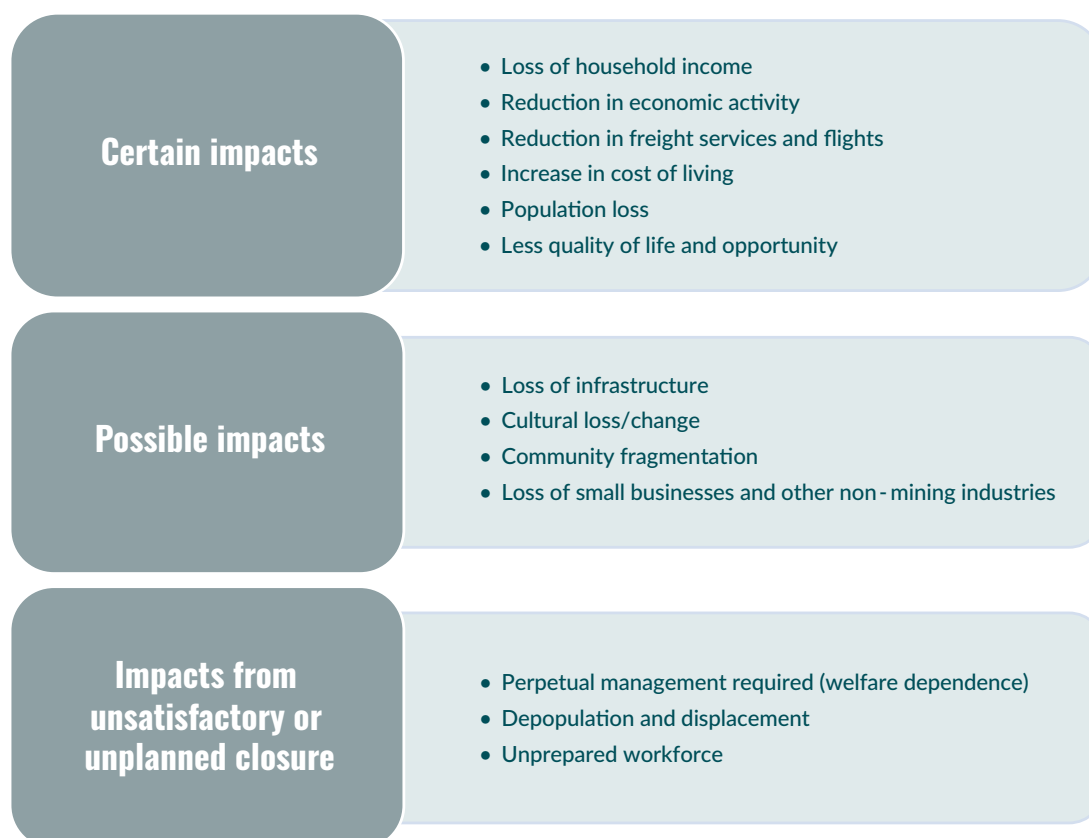 Certain impacts
• Loss of household income
• Reduction in economic activity
• Reduction in freight services and flights
• Increase in cost of living
• Population loss
• Less quality of life and opportunity
Possible impacts
• Loss of infrastructure
• Cultural loss/change
• Community fragmentation
• Loss of small businesses and other non-mining industries
Impacts from
unsatisfactory or
unplanned closure
• Perpetual management required (welfare dependence)
• Depopulation and displacement
• Unprepared workforce